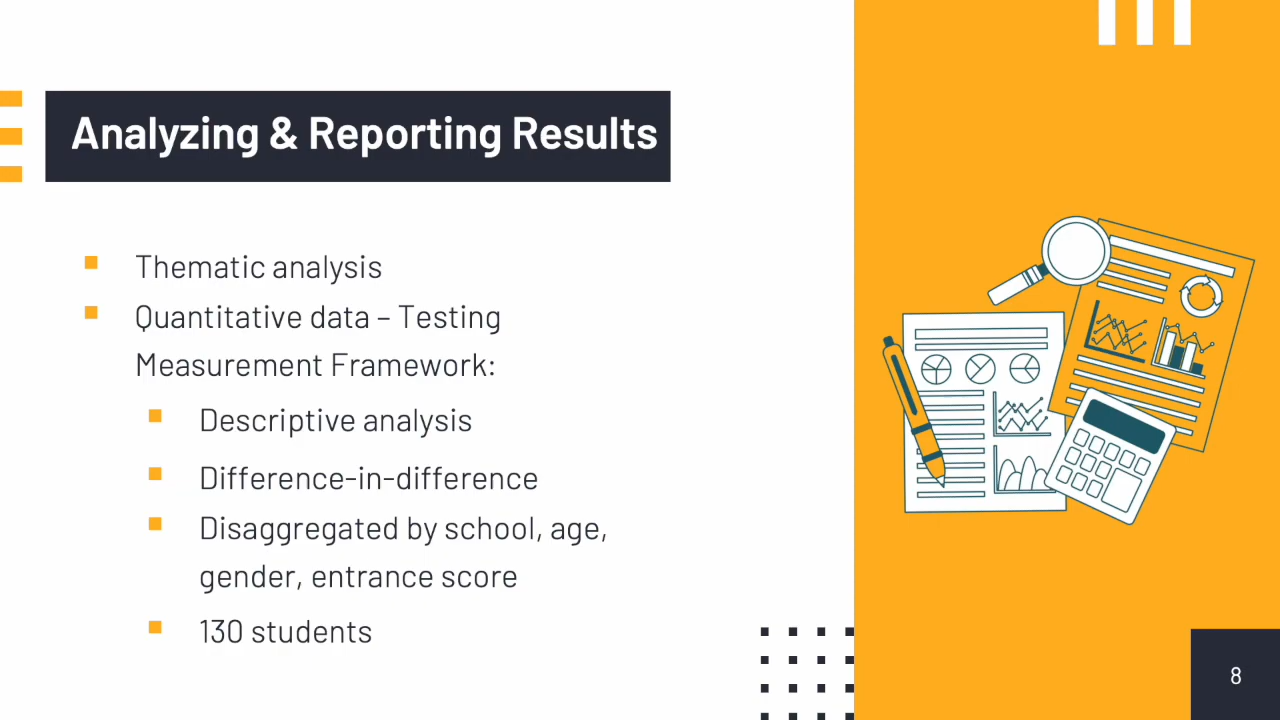 Analyzing & Reporting Results
Thematic analysis
Quantitative data – Testing
Measurement Framework:
Descriptive analysis
Difference-in-difference
Disaggregated by school, age,
gender, entrance score
130 students
8